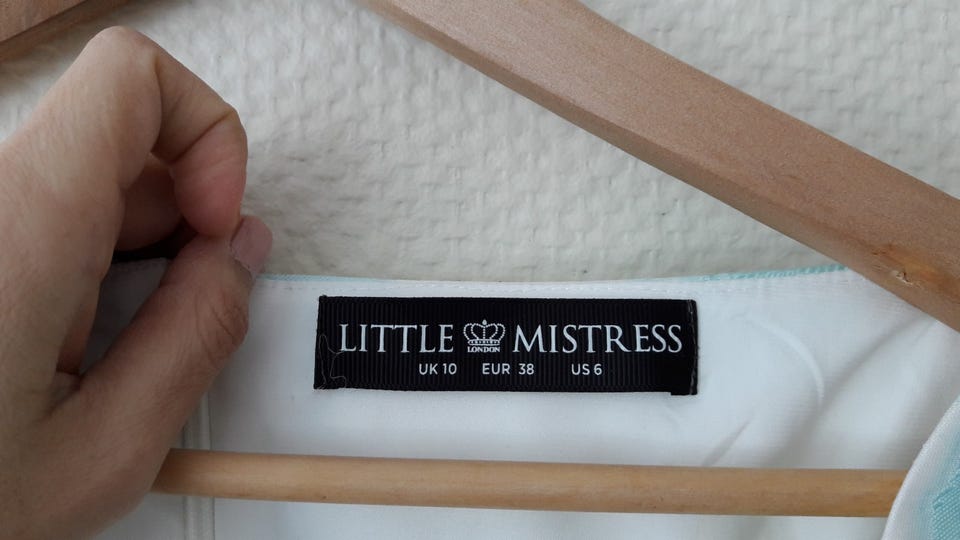 LITTLE LONDON MISTRESS
UK 10 EUR 38 US 6